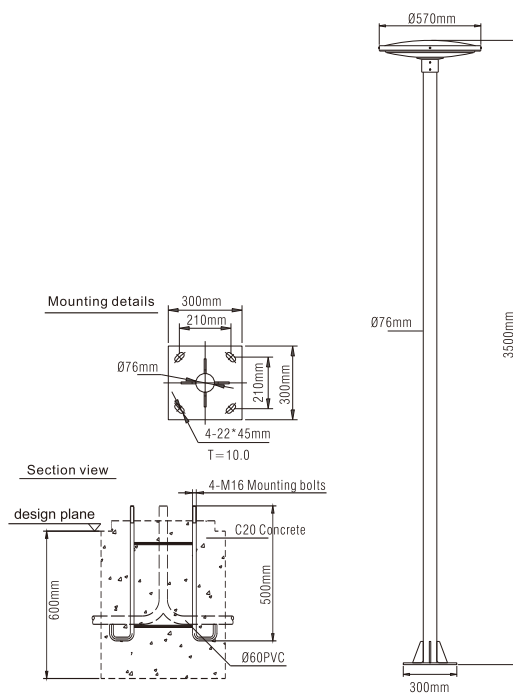 Ø570mm
Mounting details
300mm
210mm
Ø76mm
210mm
300mm
4-22*45mm
T=10.0
Ø76mm
3500mm
Section view
4-M16 Mounting bolts
design plane
C20 Concrete
600mm
500mm
Ø60PVC
300mm